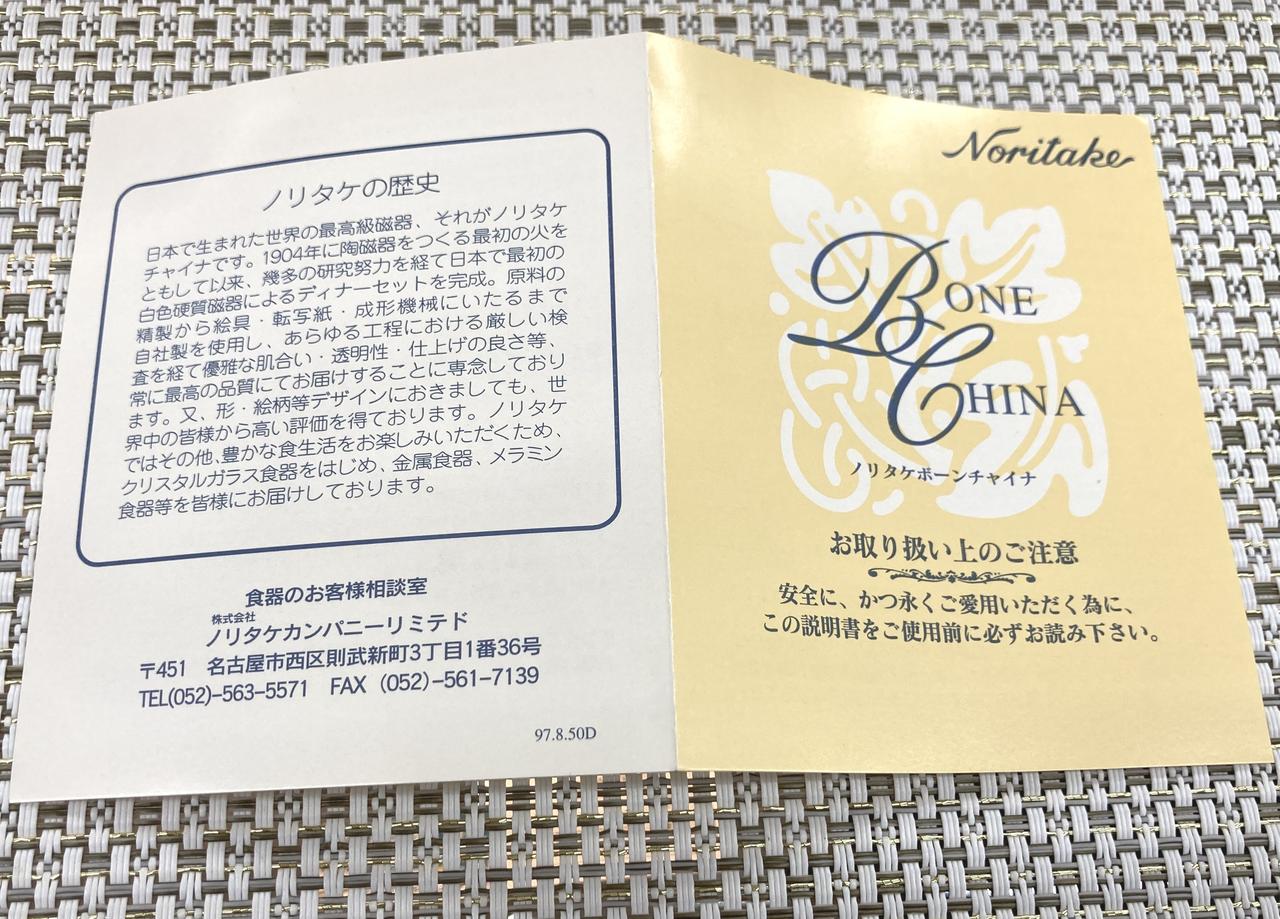 ノリタケの歴史
日本で生まれた世界の最高級磁器、それがノリタケ
チャイナです。1904年に陶磁器をつくる最初の火を
ともして以来、幾多の研究努力を経て日本で最初の
白色硬質磁器によるディナーセットを完成。原料の
精製から絵具・転写紙・成形機械にいたるまで
自社製を使用し、あらゆる工程における厳しい検
査を経て優雅な肌合い・透明性・仕上げの良さ等、
常に最高の品質にてお届けすることに専念しており
ます。又、形・絵柄等デザインにおきましても、世
界中の皆様から高い評価を得ております。ノリタケ
ではその他、豊かな食生活をお楽しみいただくため、
クリスタルガラス食器をはじめ、金属食器、メラミン
食器等を皆様にお届けしております。
食器のお客様相談室
株式会社
ノリタケカンパニーリミテド
〒451 名古屋市西区則武新町3丁目1番36号
TEL(052)-563-5571 FAX (052)-561-7139
97.8.50D
Noritake
BONE
CHINA
ノリタケボーンチャイナ
お取り扱い上のご注意
安全に、かつ永くご愛用いただく為に、
この説明書をご使用前に必ずお読み下さい。